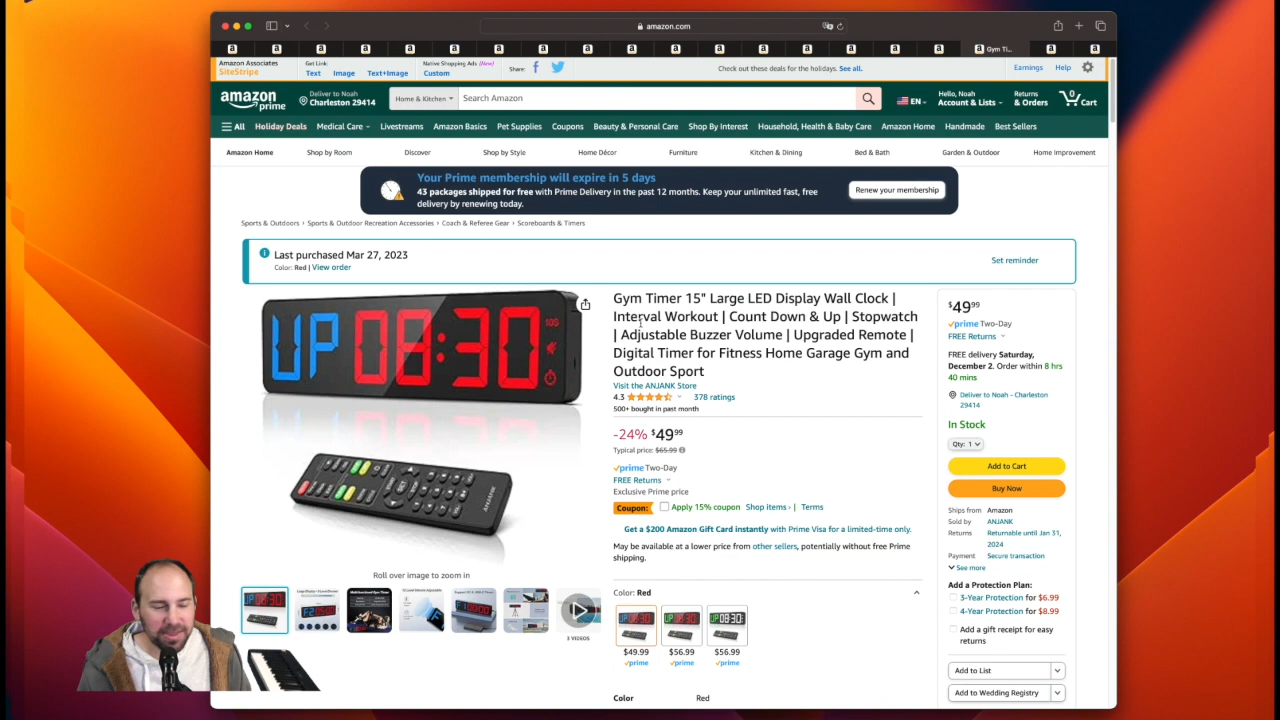 amazon.com
Gym Ti...
Amazon Associates
SiteStripe
Get Link:
Text
Image
Text+Image
Native Shopping Ads (New)
Custom
Share:
Check out these deals for the holidays. See all.
Earnings
Help
amazon
prime
Deliver to Noah
Charleston 29414
Home & Kitchen
Search Amazon
EN
Hello, Noah
Account & Lists
Returns
& Orders
0
Cart
All
Holiday Deals
Medical Care
Livestreams
Amazon Basics
Pet Supplies
Coupons
Beauty & Personal Care
Shop By Interest
Household, Health & Baby Care
Amazon Home
Handmade
Best Sellers
Amazon Home
Shop by Room
Discover
Shop by Style
Home Décor
Furniture
Kitchen & Dining
Bed & Bath
Garden & Outdoor
Home Improvement
Your Prime membership will expire in 5 days
43 packages shipped for free with Prime Delivery in the past 12 months. Keep your unlimited fast, free
delivery by renewing today.
Renew your membership
Sports & Outdoors › Sports & Outdoor Recreation Accessories › Coach & Referee Gear › Scoreboards & Timers
Last purchased Mar 27, 2023
Color: Red | View order
Set reminder
UP 08:30
ANJANK
Roll over image to zoom in
3 VIDEOS
Gym Timer 15" Large LED Display Wall Clock |
Interval Workout | Count Down & Up | Stopwatch
| Adjustable Buzzer Volume | Upgraded Remote |
Digital Timer for Fitness Home Garage Gym and
Outdoor Sport
Visit the ANJANK Store
4.3
378 ratings
500+ bought in past month
-24% $4999
Typical price: $65.99
prime Two-Day
FREE Returns
Exclusive Prime price
Coupon:
Apply 15% coupon
Shop items › |
Terms
Get a $200 Amazon Gift Card instantly with Prime Visa for a limited-time only.
May be available at a lower price from other sellers, potentially without free Prime
shipping.
Color: Red
$49.99
prime
$56.99
prime
$56.99
prime
Color
Red
$4999
prime Two-Day
FREE Returns
FREE delivery Saturday,
December 2. Order within 8 hrs
40 mins
Deliver to Noah - Charleston
29414
In Stock
Qty: 1
Add to Cart
Buy Now
Ships from Amazon
Sold by ANJANK
Returns Returnable until Jan 31,
2024
Payment Secure transaction
See more
Add a Protection Plan:
3-Year Protection for $6.99
4-Year Protection for $8.99
Add a gift receipt for easy
returns
Add to List
Add to Wedding Registry